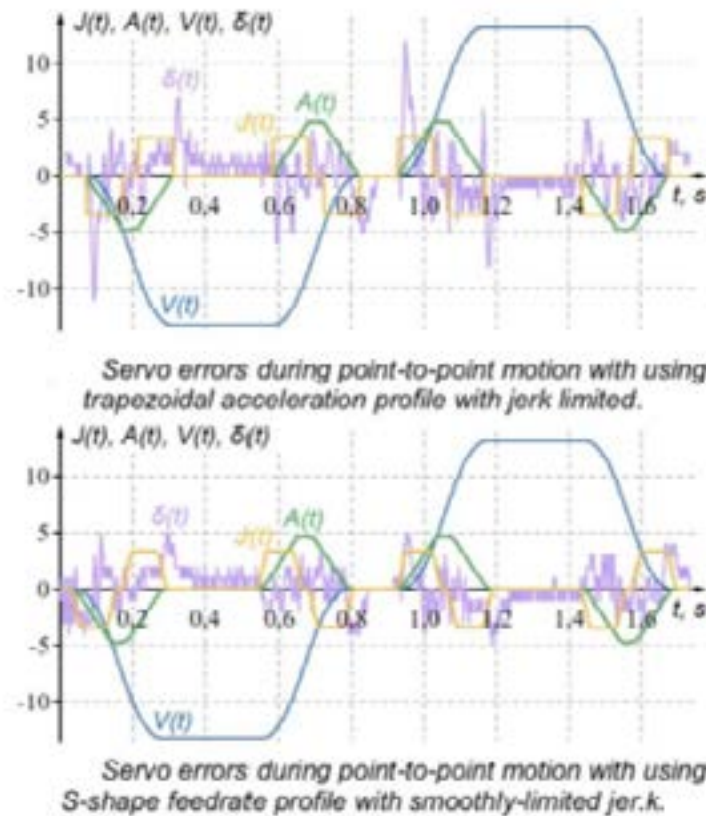 J(t), A(t), V(t), δ(t)
10
δ(t)
A(t)
J(t)
5
0
0,2
0,4
0,6
0,8
1,0
1,2
1,4
1,6
t, s
-5
-10
V(t)
Servo errors during point-to-point motion with using
trapezoidal acceleration profile with jerk limited.
J(t), A(t), V(t), δ(t)
10
δ(t)
A(t)
J(t)
5
0
0,2
0,4
0,6
0,8
1,0
1,2
1,4
1,6
t, s
-5
-10
V(t)
Servo errors during point-to-point motion with using
S-shape feedrate profile with smoothly-limited jer.k.